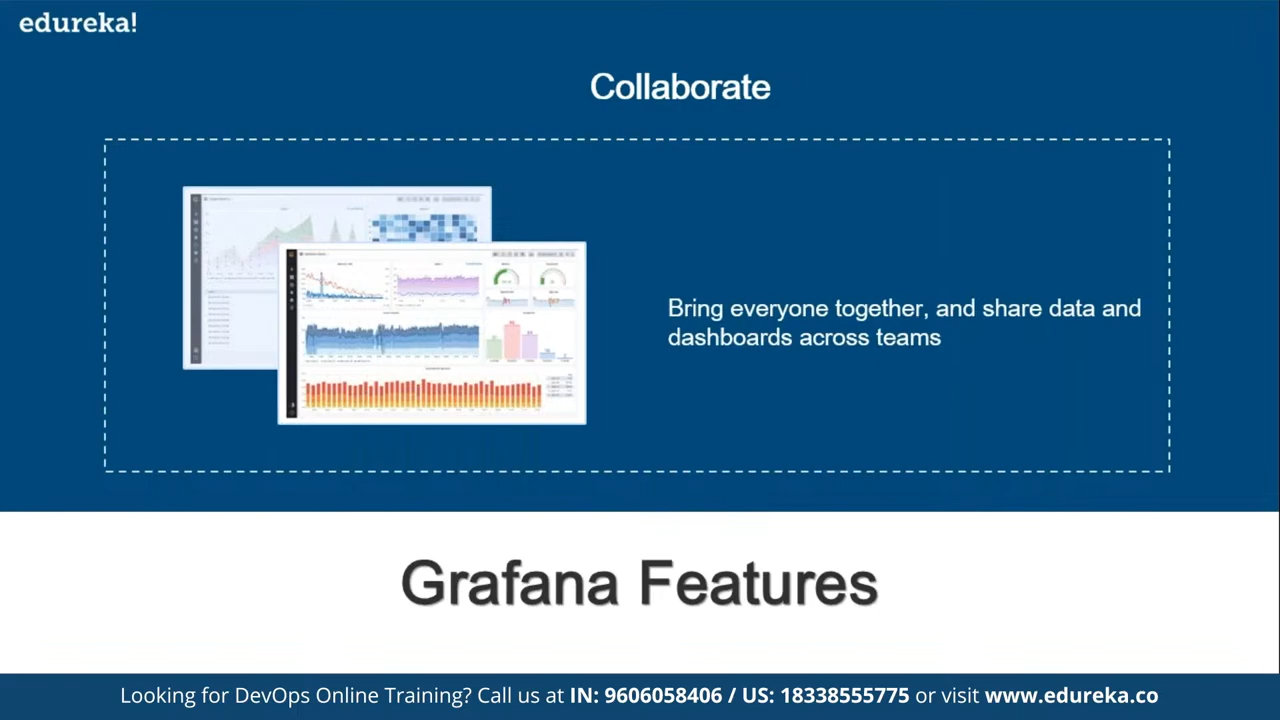 edureka!
Collaborate
Bring everyone together, and share data and
dashboards across teams
Grafana Features
Looking for DevOps Online Training? Call us at IN: 9606058406 / US: 18338555775 or visit www.edureka.co